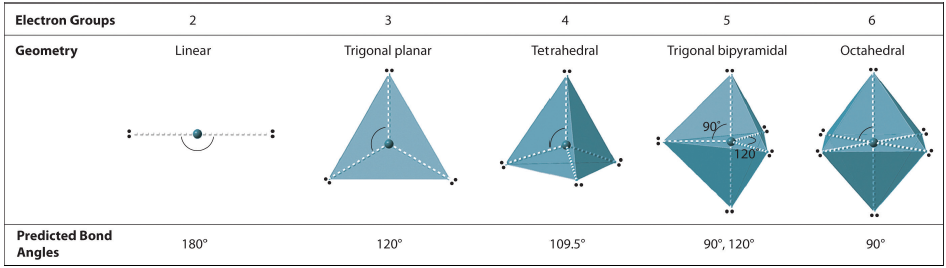 Electron Groups 2 3 4 5 6
Geometry Linear Trigonal planar Tetrahedral Trigonal bipyramidal Octahedral
90°
120
Predicted Bond
Angles 180° 120° 109.5° 90°, 120° 90°